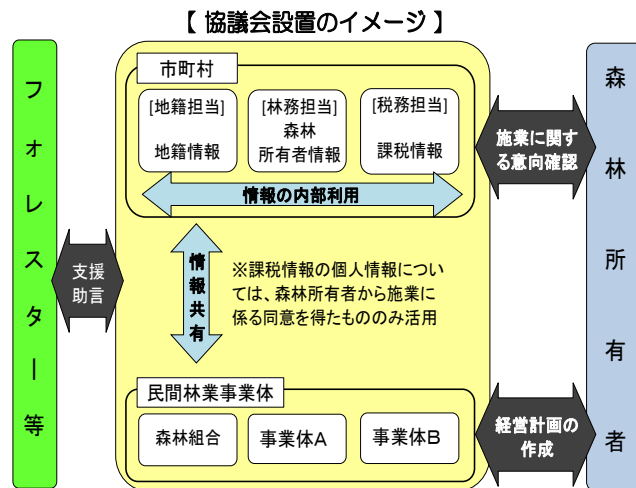 【 協議会設置のイメージ 】
フォレスター等
支援
助言
市町村
[地籍担当]
地籍情報
[林務担当]
森林
所有者情報
[税務担当]
課税情報
情報の内部利用
情報共有
※課税情報の個人情報につい
ては、森林所有者から施業に
係る同意を得たもののみ活用
民間林業事業体
森林組合
事業体A
事業体B
施業に関す
る意向確認
経営計画の
作成
森林所有者